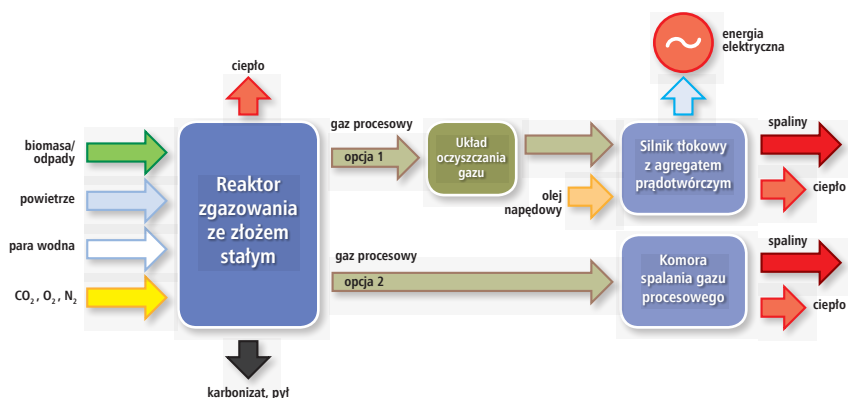 energia
elektryczna
ciepło
biomasa/
odpady
powietrze
para wodna
CO₂ , O₂ , N₂
Reaktor
zgazowania
ze złożem
stałym
karbonizat, pył
gaz procesowy
opcja 1
Układ
oczyszczania
gazu
olej
napędowy
Silnik tłokowy
z agregatem
prądotwórczym
spaliny
ciepło
gaz procesowy
opcja 2
Komora
spalania gazu
procesowego
spaliny
ciepło